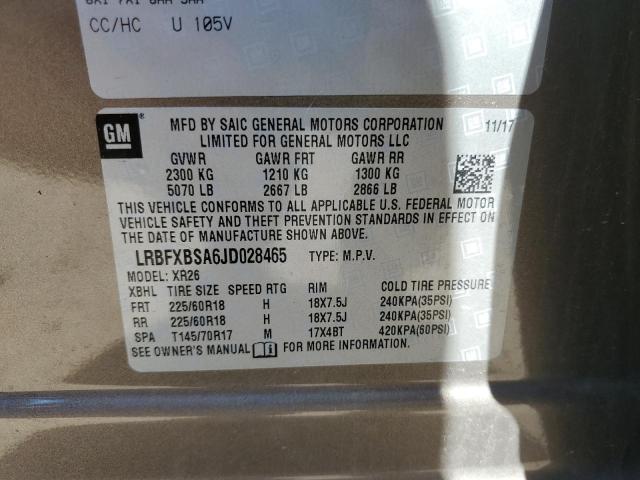 CC/HC U 105V
GM ®
MFD BY SAIC GENERAL MOTORS CORPORATION 11/17
LIMITED FOR GENERAL MOTORS LLC
GVWR GAWR FRT GAWR RR
2300 KG 1210 KG 1300 KG
5070 LB 2667 LB 2866 LB
THIS VEHICLE CONFORMS TO ALL APPLICABLE U.S. FEDERAL MOTOR
VEHICLE SAFETY AND THEFT PREVENTION STANDARDS IN EFFECT ON
THE DATE OF MANUFACTURE SHOWN ABOVE.
LRBFXBSA6JD028465 TYPE: M.P.V.
MODEL: XR26
XBHL TIRE SIZE SPEED RTG RIM COLD TIRE PRESSURE
FRT 225/60R18 H 18X7.5J 240KPA(35PSI)
RR 225/60R18 H 18X7.5J 240KPA(35PSI)
SPA T145/70R17 M 17X4BT 420KPA(60PSI)
SEE OWNER'S MANUAL FOR MORE INFORMATION.